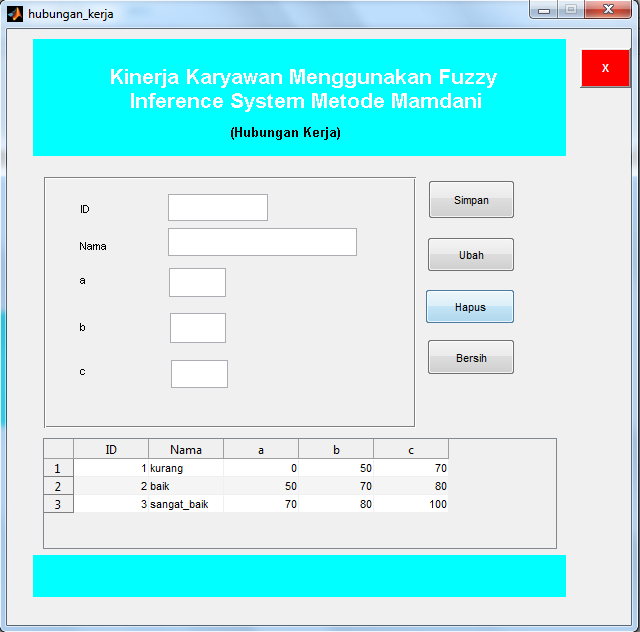 hubungan_kerja
Kinerja Karyawan Menggunakan Fuzzy
Inference System Metode Mamdani
(Hubungan Kerja)
X
ID
Simpan
Nama
Ubah
a
Hapus
b
Bersih
c
ID Nama a b c
1 1 kurang 0 50 70
2 2 baik 50 70 80
3 3 sangat_baik 70 80 100